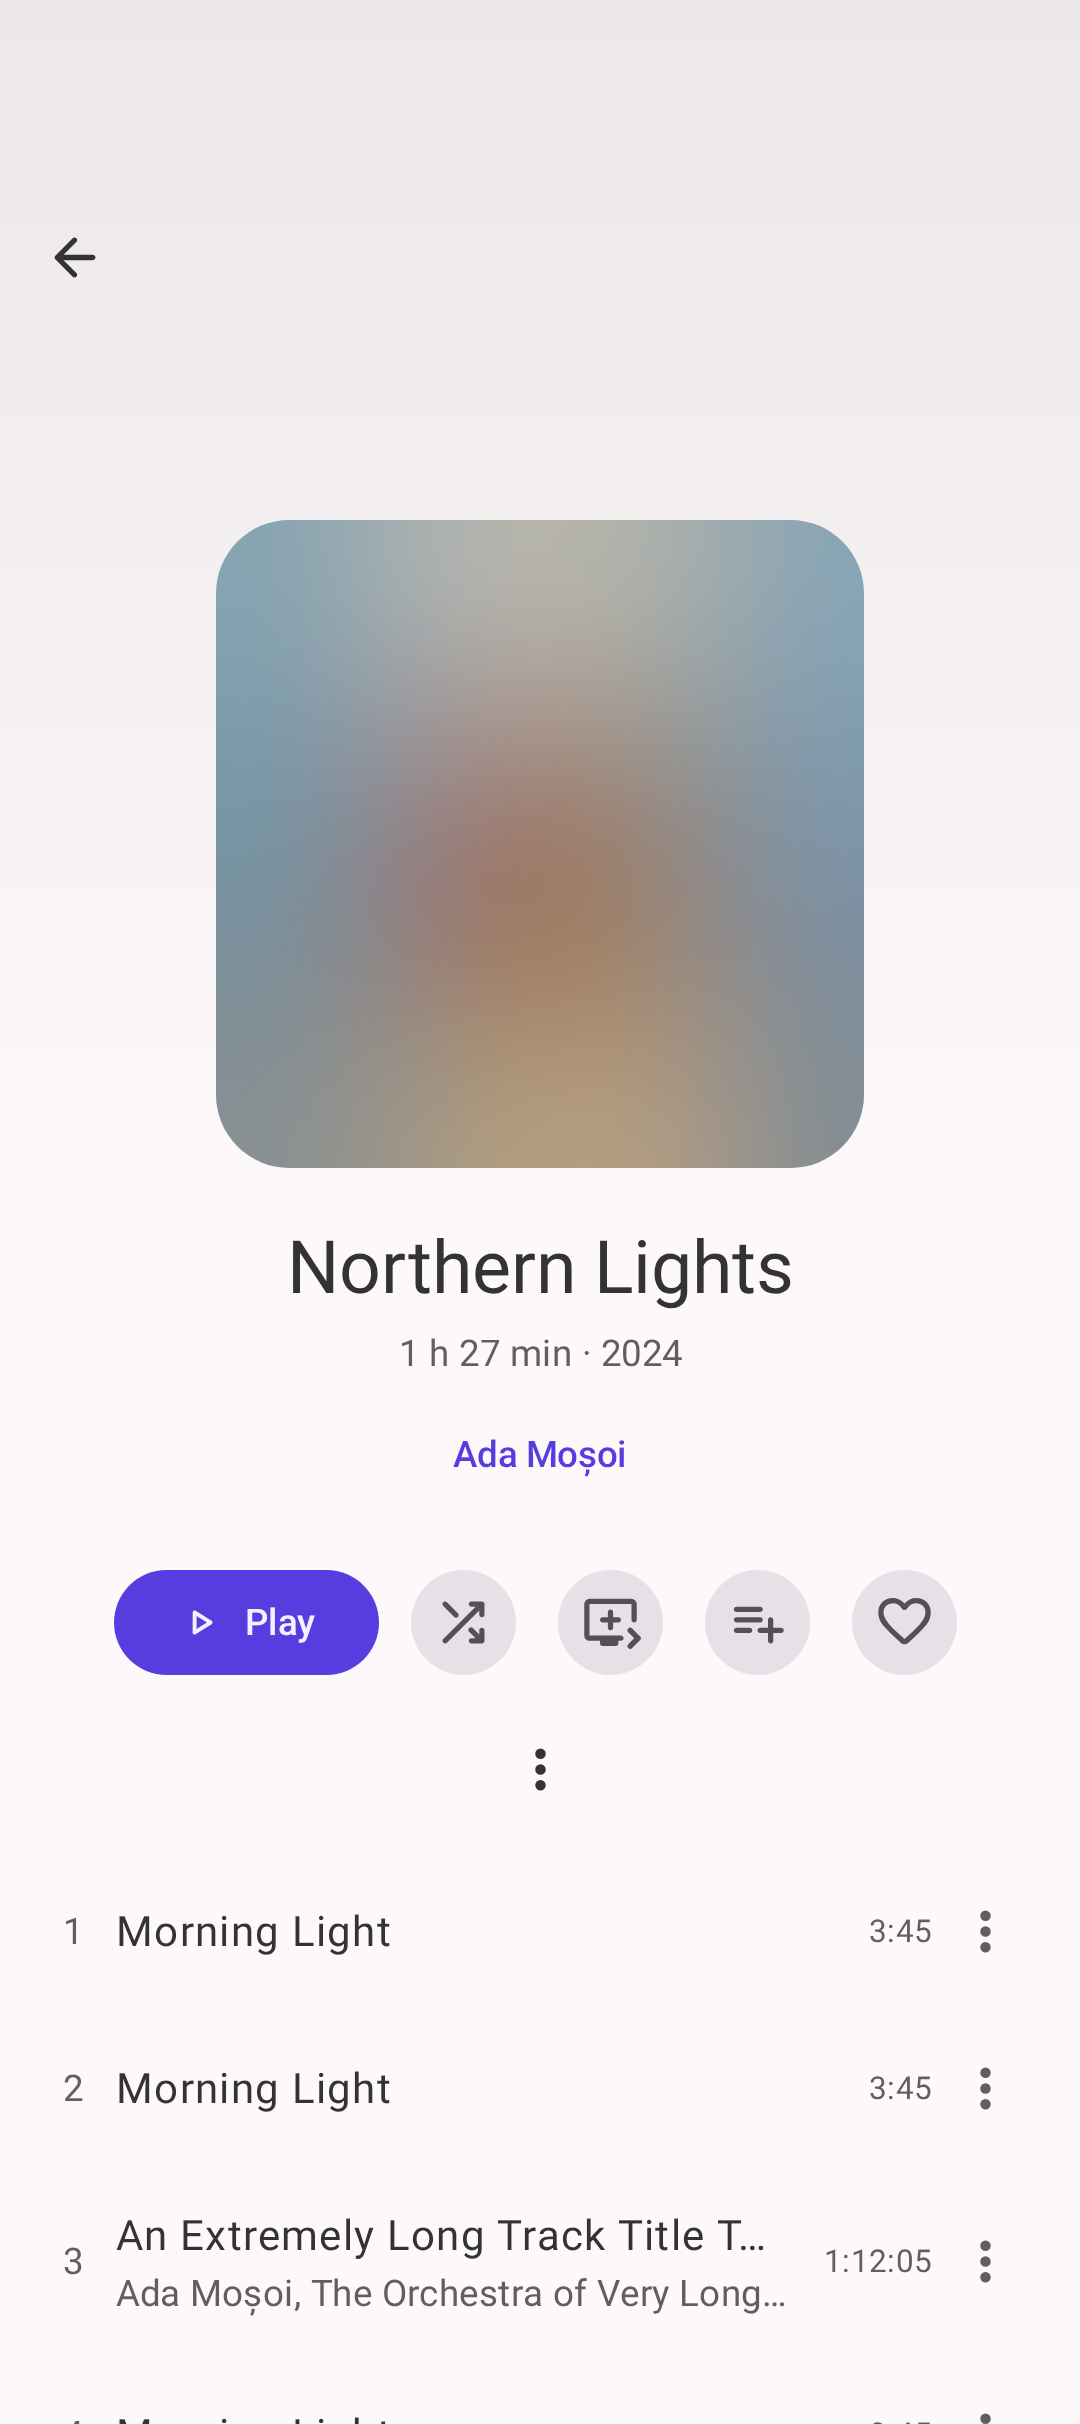 Northern Lights
1 h 27 min · 2024
Ada Moșoi
Play
1 Morning Light 3:45
2 Morning Light 3:45
An Extremely Long Track Title T…
3 1:12:05
Ada Moșoi, The Orchestra of Very Long…